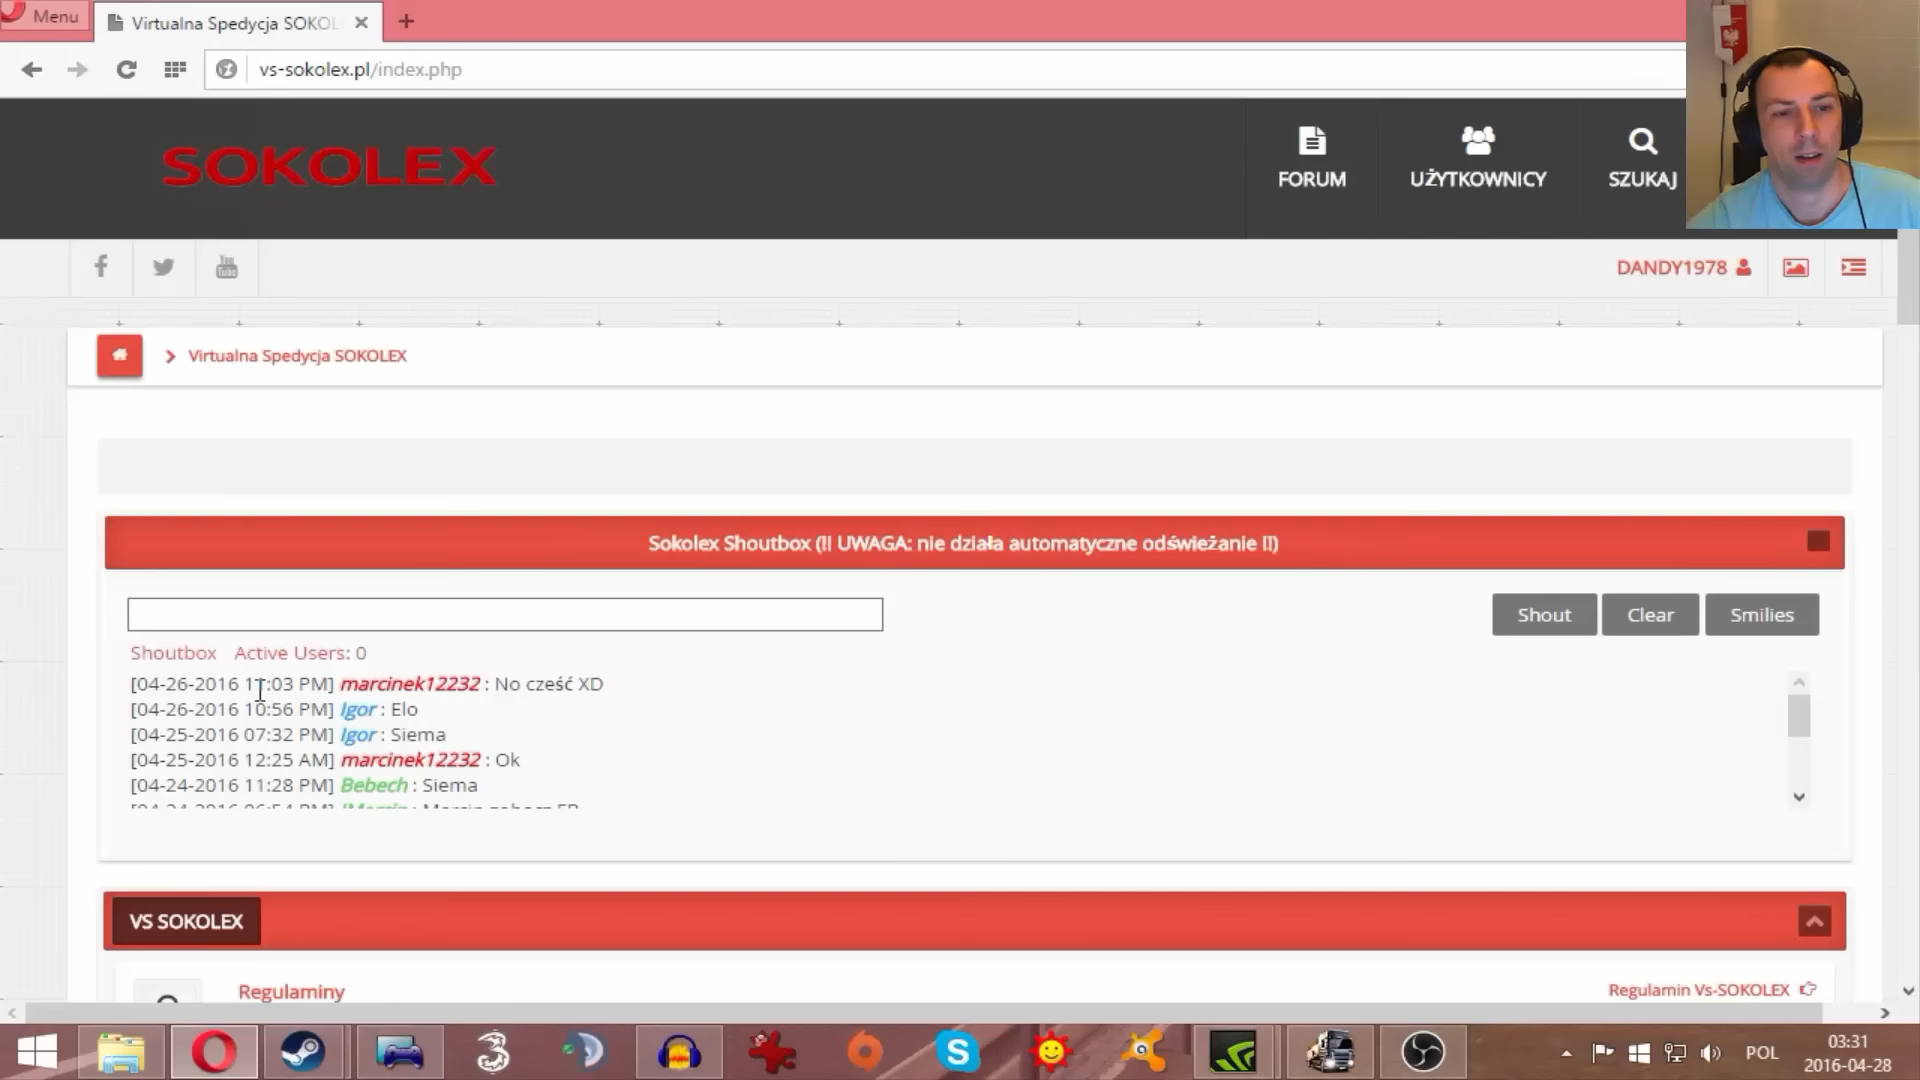 Menu
Virtualna Spedycja SOKOL
vs-sokolex.pl/index.php
SOKOLEX
FORUM
UŻYTKOWNICY
SZUKAJ
You Tube
DANDY1978
Virtualna Spedycja SOKOLEX
Sokolex Shoutbox (!! UWAGA: nie działa automatyczne odświeżanie !!)
Shout
Clear
Smilies
Shoutbox Active Users: 0
[04-26-2016 11:03 PM] marcinek12232 : No cześć XD
[04-26-2016 10:56 PM] Igor : Elo
[04-25-2016 07:32 PM] Igor : Siema
[04-25-2016 12:25 AM] marcinek12232 : Ok
[04-24-2016 11:28 PM] Bebech : Siema
VS SOKOLEX
Regulaminy
Regulamin Vs-SOKOLEX
POL
03:31
2016-04-28